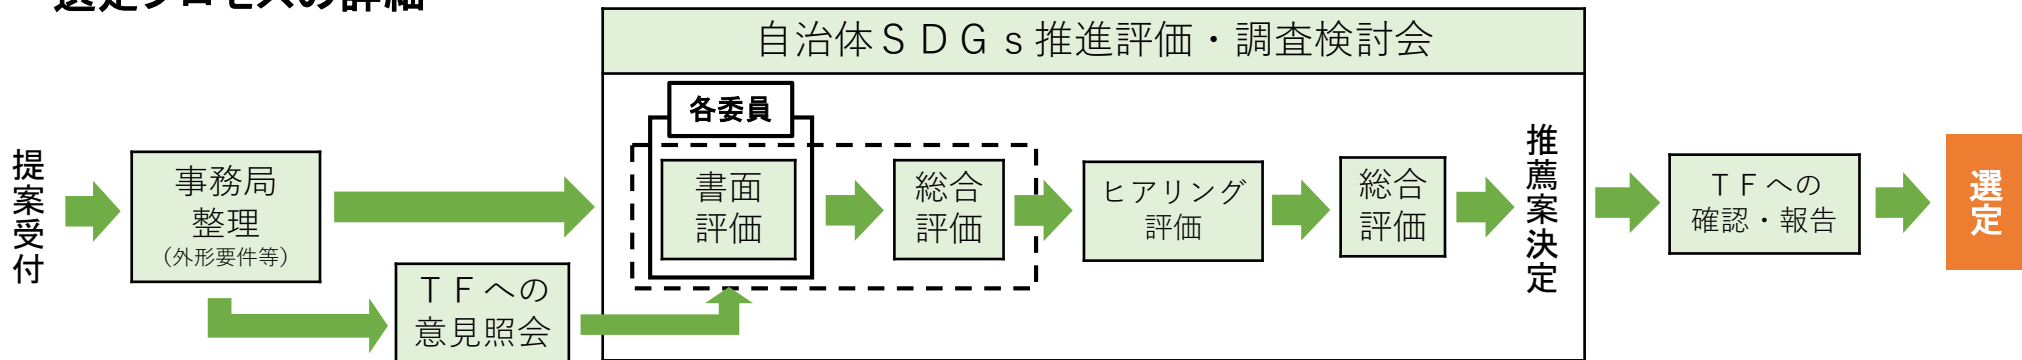 選定プロセスの詳細
自治体ＳＤＧｓ推進評価・調査検討会
各委員
提案受付
事務局
整理
（外形要件等）
ＴＦへの
意見照会
書面
評価
総合
評価
ヒアリング
評価
総合
評価
推薦案決定
ＴＦへの
確認・報告
選定